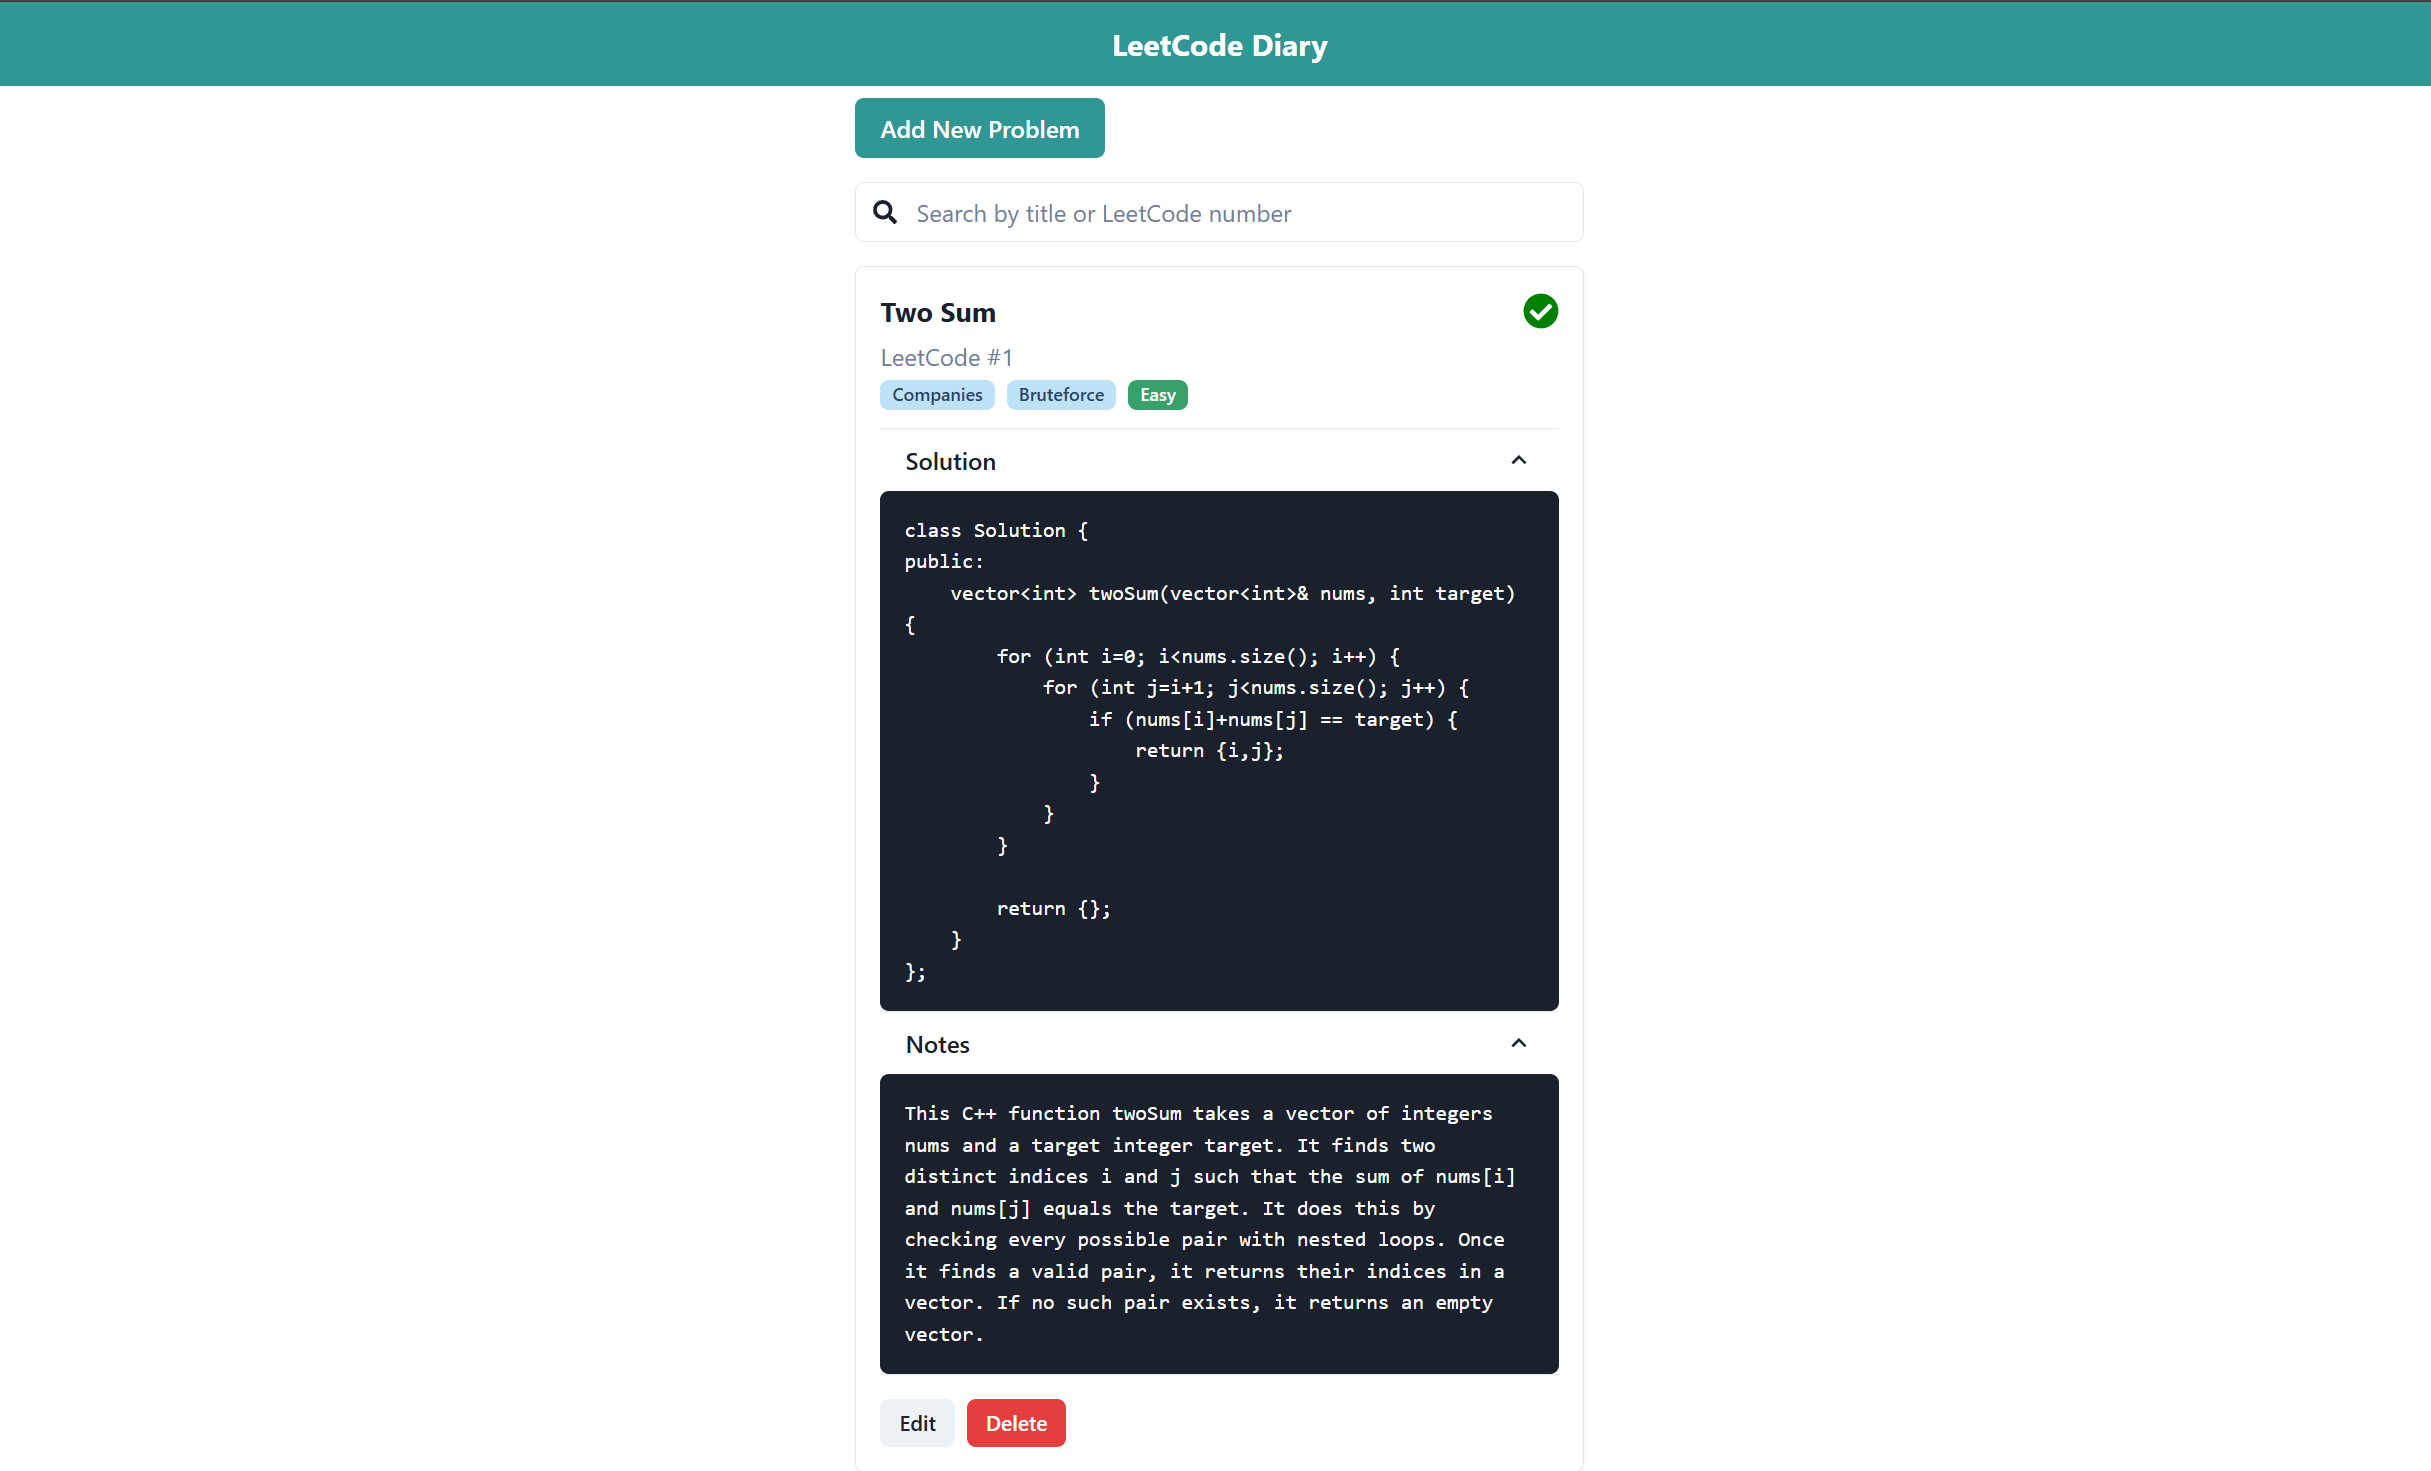 LeetCode Diary
Add New Problem
Search by title or LeetCode number
Two Sum
LeetCode #1
Companies Bruteforce Easy
Solution
class Solution {
public:
    vector<int> twoSum(vector<int>& nums, int target)
{
        for (int i=0; i<nums.size(); i++) {
            for (int j=i+1; j<nums.size(); j++) {
                if (nums[i]+nums[j] == target) {
                    return {i,j};
                }
            }
        }

        return {};
    }
};
Notes
This C++ function twoSum takes a vector of integers
nums and a target integer target. It finds two
distinct indices i and j such that the sum of nums[i]
and nums[j] equals the target. It does this by
checking every possible pair with nested loops. Once
it finds a valid pair, it returns their indices in a
vector. If no such pair exists, it returns an empty
vector.
Edit Delete